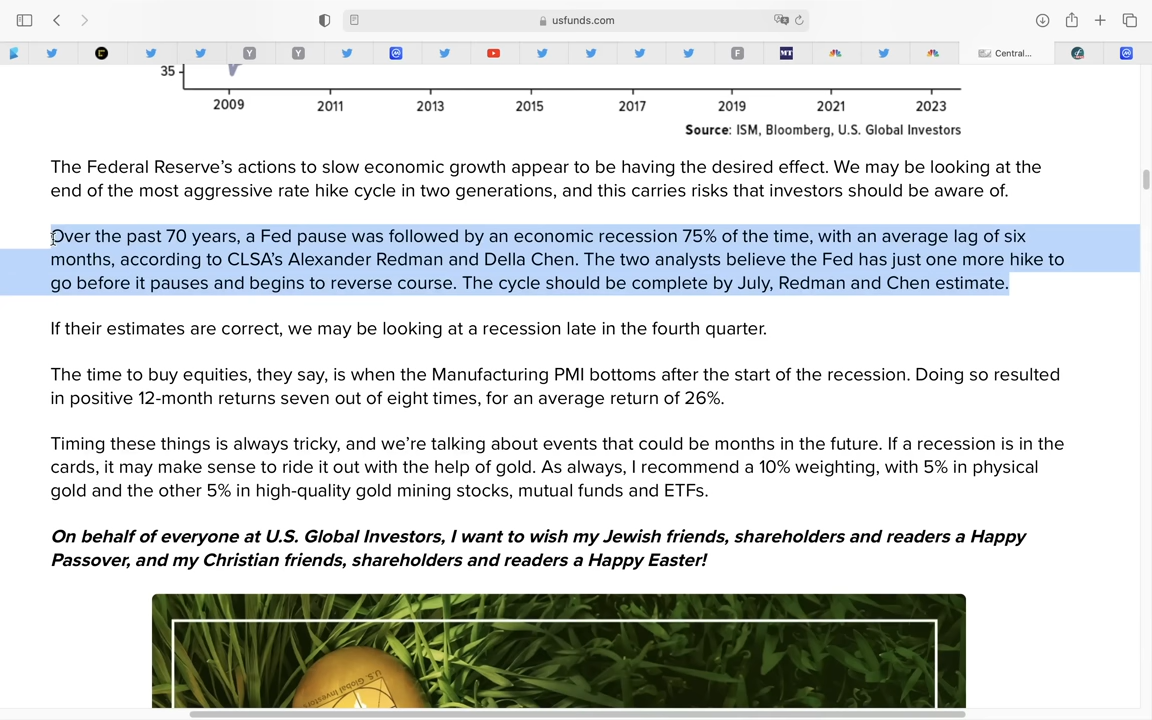 usfunds.com
Central...
35
2009 2011 2013 2015 2017 2019 2021 2023
Source: ISM, Bloomberg, U.S. Global Investors
The Federal Reserve’s actions to slow economic growth appear to be having the desired effect. We may be looking at the
end of the most aggressive rate hike cycle in two generations, and this carries risks that investors should be aware of.
Over the past 70 years, a Fed pause was followed by an economic recession 75% of the time, with an average lag of six
months, according to CLSA’s Alexander Redman and Della Chen. The two analysts believe the Fed has just one more hike to
go before it pauses and begins to reverse course. The cycle should be complete by July, Redman and Chen estimate.
If their estimates are correct, we may be looking at a recession late in the fourth quarter.
The time to buy equities, they say, is when the Manufacturing PMI bottoms after the start of the recession. Doing so resulted
in positive 12-month returns seven out of eight times, for an average return of 26%.
Timing these things is always tricky, and we’re talking about events that could be months in the future. If a recession is in the
cards, it may make sense to ride it out with the help of gold. As always, I recommend a 10% weighting, with 5% in physical
gold and the other 5% in high-quality gold mining stocks, mutual funds and ETFs.
On behalf of everyone at U.S. Global Investors, I want to wish my Jewish friends, shareholders and readers a Happy
Passover, and my Christian friends, shareholders and readers a Happy Easter!
U.S. Global Investors